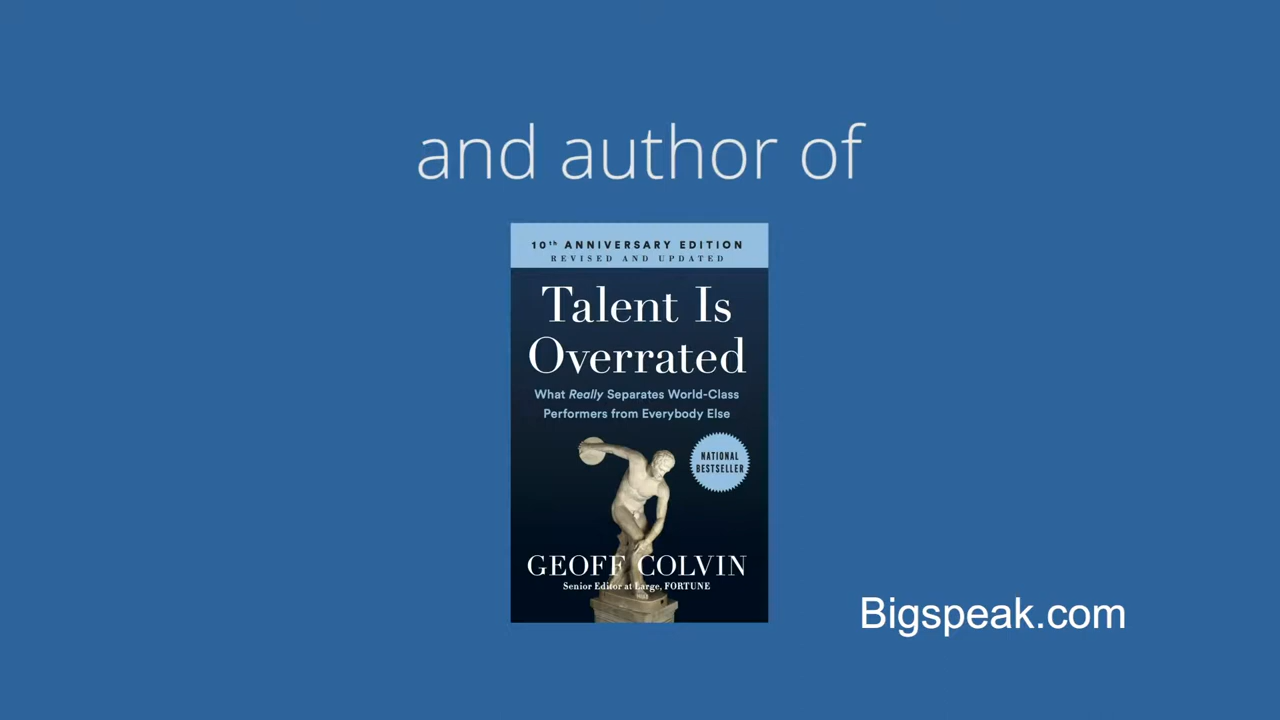 and author of
10th ANNIVERSARY EDITION
REVISED AND UPDATED
Talent Is
Overrated
What Really Separates World-Class
Performers from Everybody Else
NATIONAL
BESTSELLER
GEOFF COLVIN
Senior Editor at Large, FORTUNE
Bigspeak.com